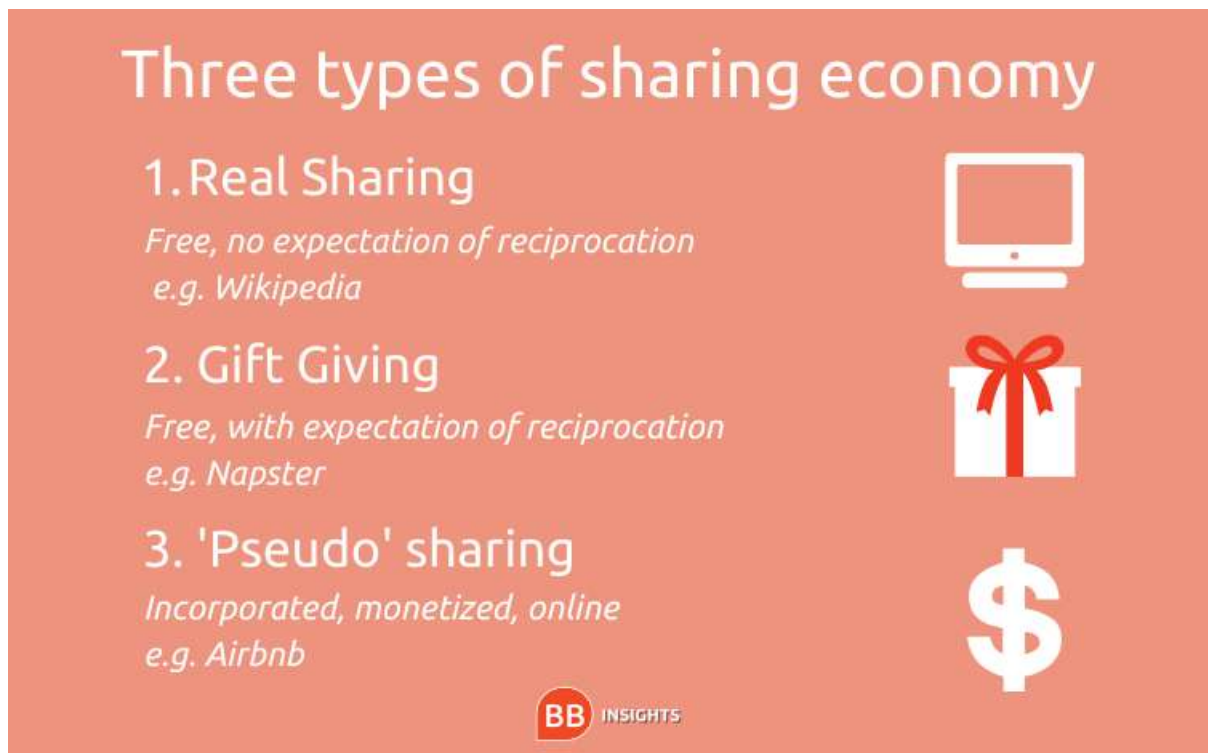 Three types of sharing economy
1. Real Sharing
Free, no expectation of reciprocation
e.g. Wikipedia
2. Gift Giving
Free, with expectation of reciprocation
e.g. Napster
3. 'Pseudo' sharing
Incorporated, monetized, online
e.g. Airbnb
BB INSIGHTS